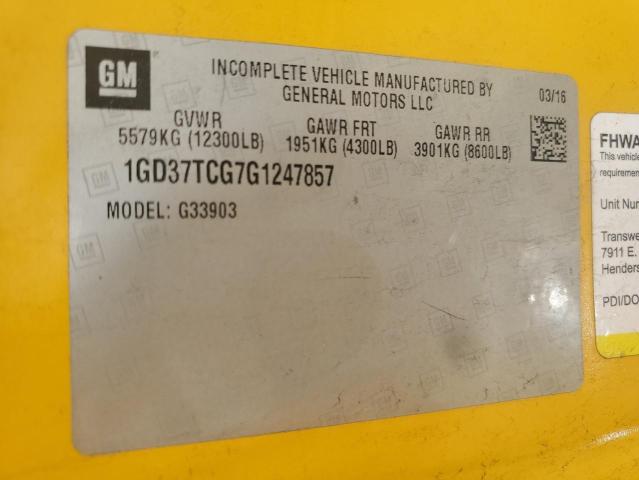 GM
INCOMPLETE VEHICLE MANUFACTURED BY
GENERAL MOTORS LLC
03/16
GVWR
5579KG (12300LB)
GAWR FRT
1951KG (4300LB)
GAWR RR
3901KG (8600LB)
1GD37TCG7G1247857
MODEL: G33903
FHWA
This vehicle
requirement
Unit Num
Transwe
7911 E.
Henders
PDI/DO